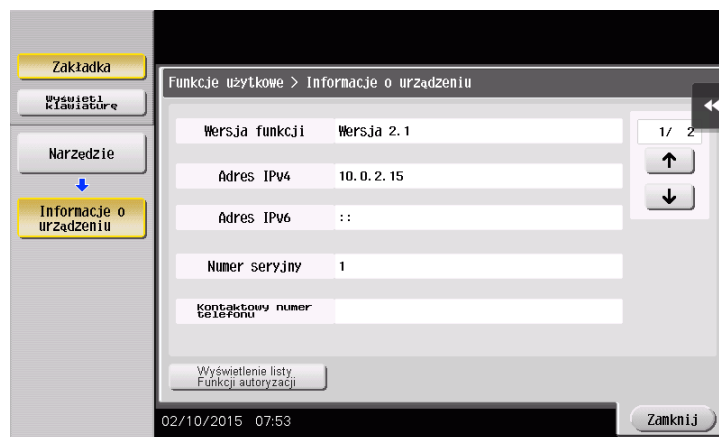 Zakładka
Wyświetl
klawiaturę
Narzędzie
Informacje o
urządzeniu
Funkcje użytkowe > Informacje o urządzeniu
1/ 2
Wersja funkcji Wersja 2.1
Adres IPv4 10.0.2.15
Adres IPv6 ::
Numer seryjny 1
Kontaktowy numer
telefonu
Wyświetlenie listy
Funkcji autoryzacji
02/10/2015 07:53
Zamknij